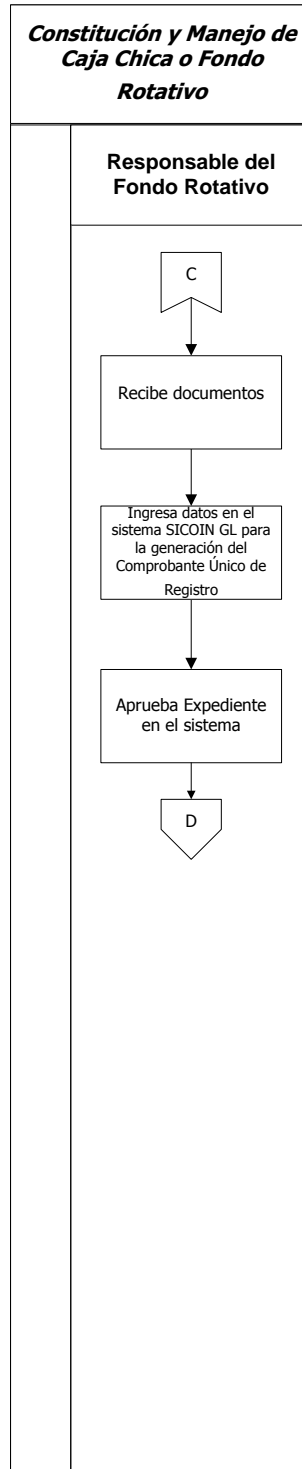 Constitución y Manejo de
Caja Chica o Fondo
Rotativo
Responsable del
Fondo Rotativo
C
Recibe documentos
Ingresa datos en el
sistema SICOIN GL para
la generación del
Comprobante Único de
Registro
Aprueba Expediente
en el sistema
D